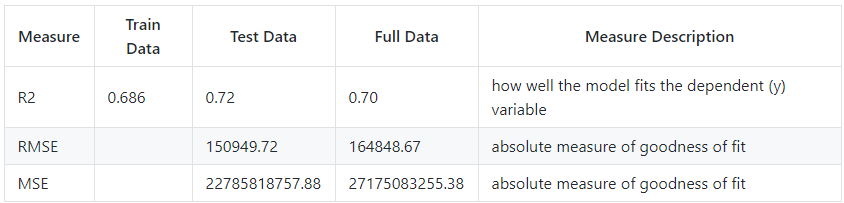 Measure Train Data Test Data Full Data Measure Description
R2 0.686 0.72 0.70 how well the model fits the dependent (y) variable
RMSE 150949.72 164848.67 absolute measure of goodness of fit
MSE 22785818757.88 27175083255.38 absolute measure of goodness of fit